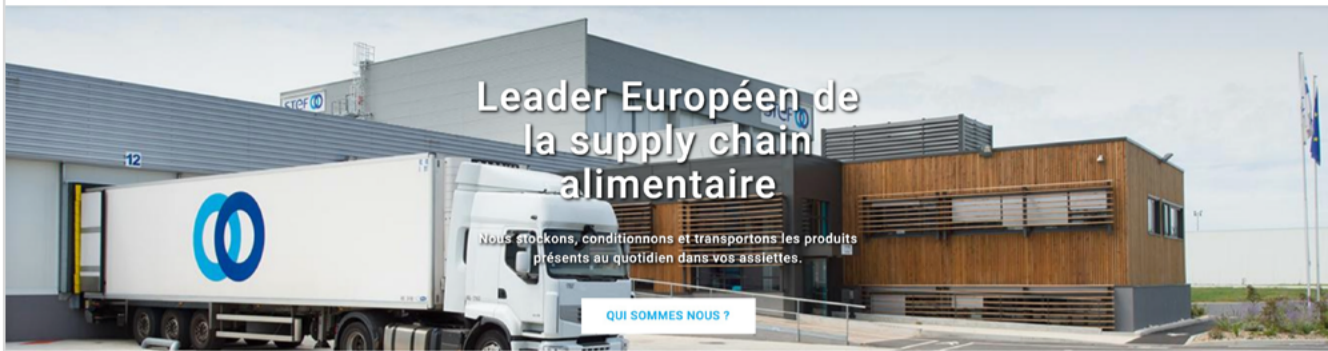 STEF
STEF
12
Leader Européen de
la supply chain
alimentaire
Nous stockons, conditionnons et transportons les produits
présents au quotidien dans vos assiettes.
QUI SOMMES NOUS ?